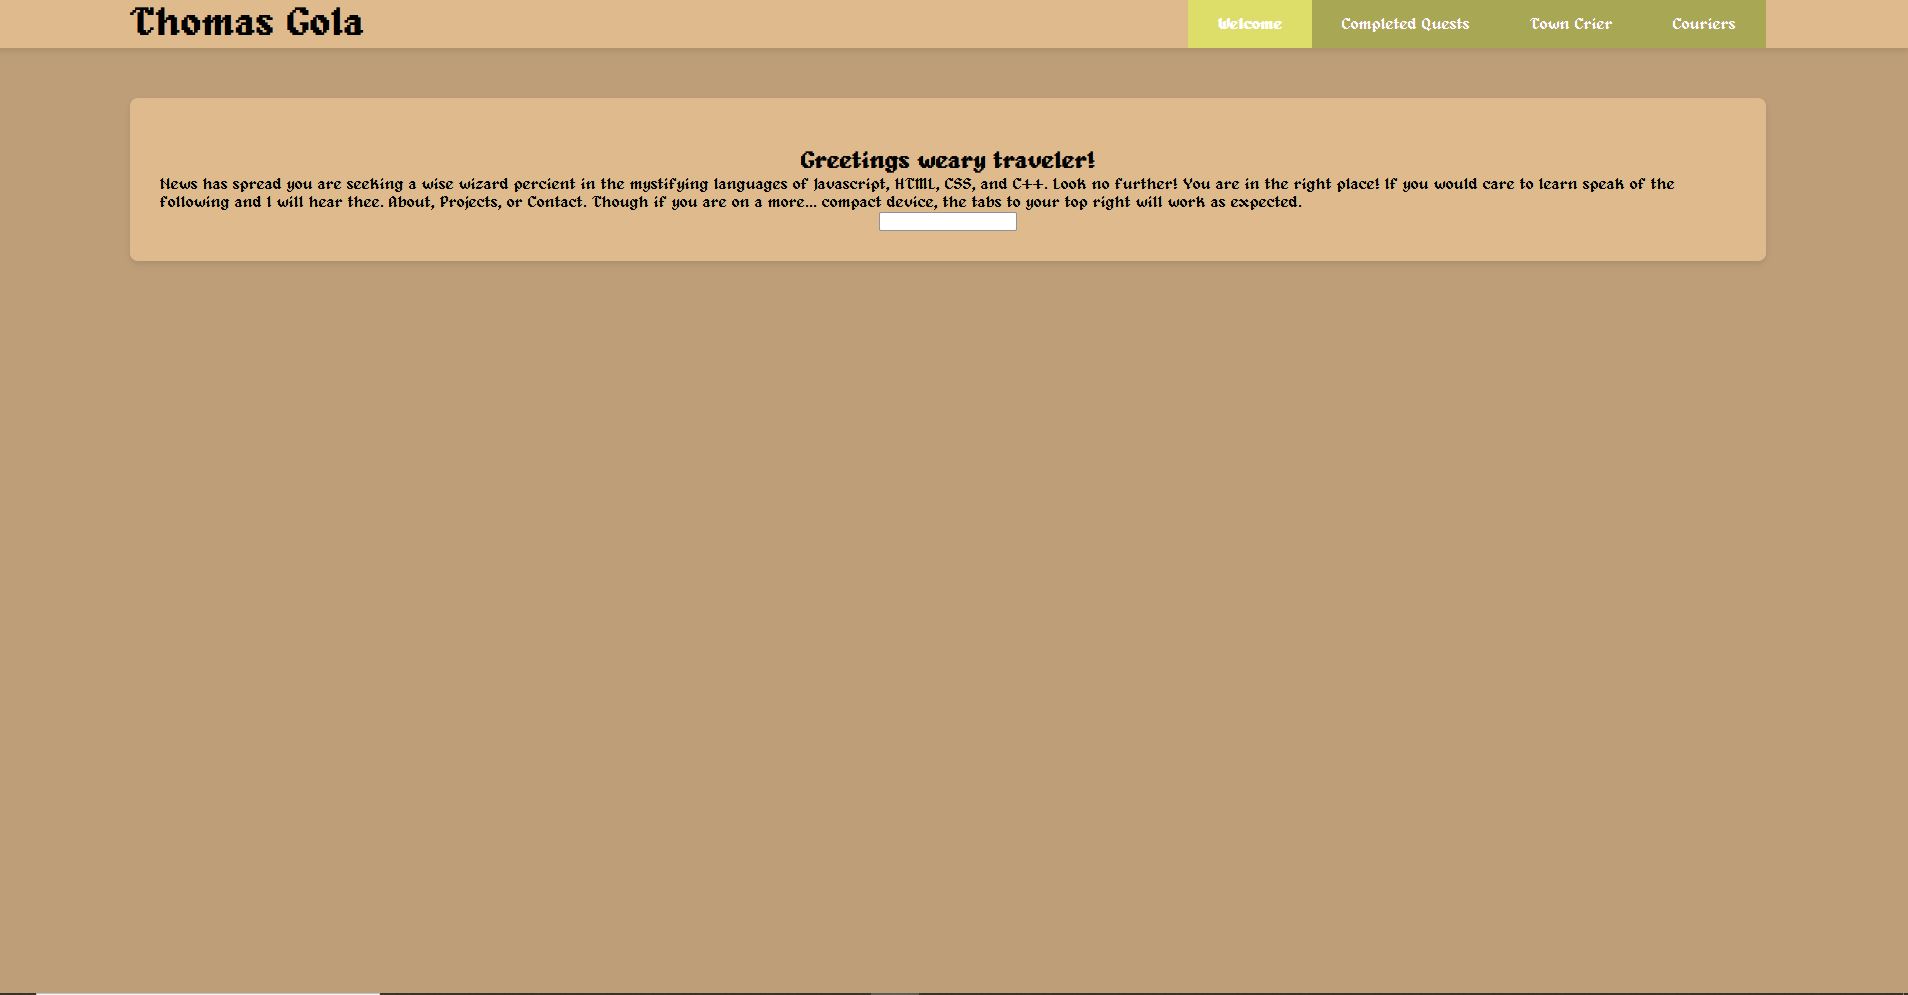 Thomas Gola
Welcome
Completed Quests
Town Crier
Couriers
Greetings weary traveler!
News has spread you are seeking a wise wizard percient in the mystifying languages of Javascript, HTML, CSS, and C++. Look no further! You are in the right place! If you would care to learn speak of the
following and I will hear thee. About, Projects, or Contact. Though if you are on a more... compact device, the tabs to your top right will work as expected.